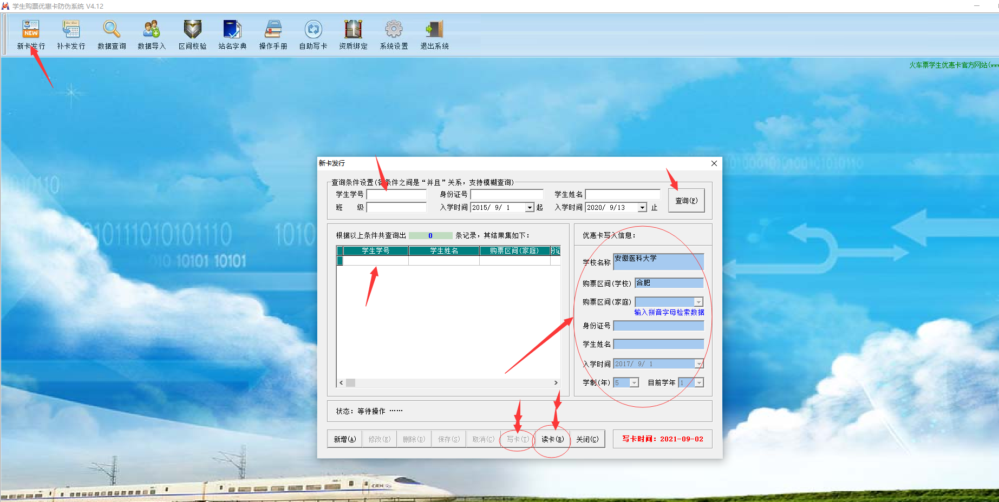 学生购票优惠卡防伪系统 V4.12
NEW
新卡发行 补卡发行 数据查询 数据导入 区间校验 站名字典 操作手册 自助写卡 资质绑定 系统设置 退出系统
火车票学生优惠卡官方网站(www
新卡发行
查询条件设置(各条件之间是“并且”关系，支持模糊查询)
学生学号 身份证号 学生姓名 查询(F)
班 级 入学时间 2015/ 9/ 1 起 入学时间 2020/ 9/13 止
根据以上条件共查询出 0 条记录，其结果集如下：
学生学号 学生姓名 购票区间(家庭) 份证
优惠卡写入信息：
学校名称 安徽医科大学
购票区间(学校) 合肥
购票区间(家庭)
输入拼音字母检索数据
身份证号
学生姓名
入学时间 2017/ 9/ 1
学制(年) 5 目前学年 1
状态：等待操作 ……
新增(A) 修改(E) 删除(D) 保存(S) 取消(C) 写卡(T) 读卡(R) 关闭(C) 写卡时间：2021-09-02